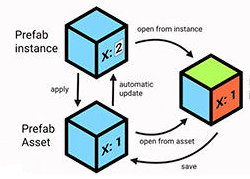 Prefab
instance
X: 2
open from instance
apply
automatic
update
X: 1
Prefab
Asset
X: 1
open from asset
save